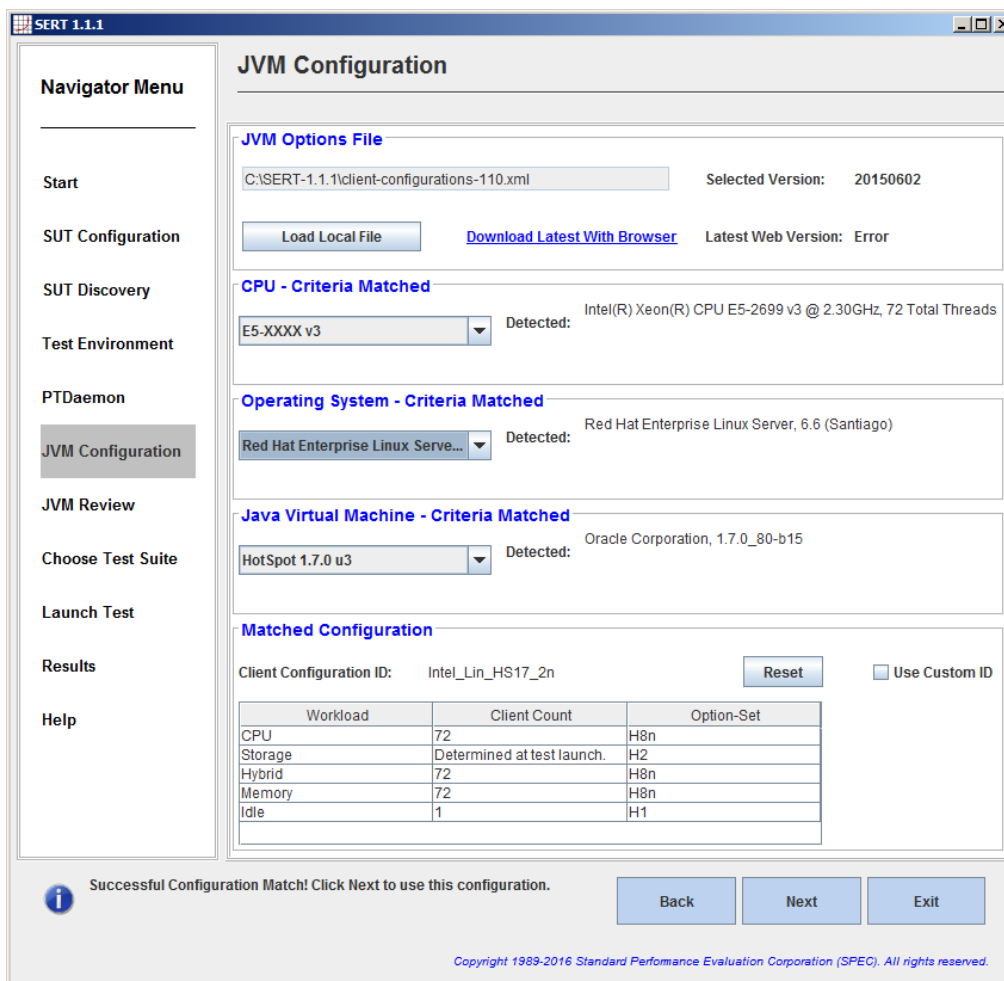 SERT 1.1.1
Navigator Menu
Start
SUT Configuration
SUT Discovery
Test Environment
PTDaemon
JVM Configuration
JVM Review
Choose Test Suite
Launch Test
Results
Help
JVM Configuration
JVM Options File
C:\SERT-1.1.1\client-configurations-110.xml Selected Version: 20150602
Load Local File Download Latest With Browser Latest Web Version: Error
CPU - Criteria Matched
E5-XXXX v3 Detected: Intel(R) Xeon(R) CPU E5-2699 v3 @ 2.30GHz, 72 Total Threads
Operating System - Criteria Matched
Red Hat Enterprise Linux Serve... Detected: Red Hat Enterprise Linux Server, 6.6 (Santiago)
Java Virtual Machine - Criteria Matched
HotSpot 1.7.0 u3 Detected: Oracle Corporation, 1.7.0_80-b15
Matched Configuration
Client Configuration ID: Intel_Lin_HS17_2n Reset Use Custom ID
Workload Client Count Option-Set
CPU 72 H8n
Storage Determined at test launch. H2
Hybrid 72 H8n
Memory 72 H8n
Idle 1 H1
Successful Configuration Match! Click Next to use this configuration.
Back Next Exit
Copyright 1989-2016 Standard Performance Evaluation Corporation (SPEC). All rights reserved.